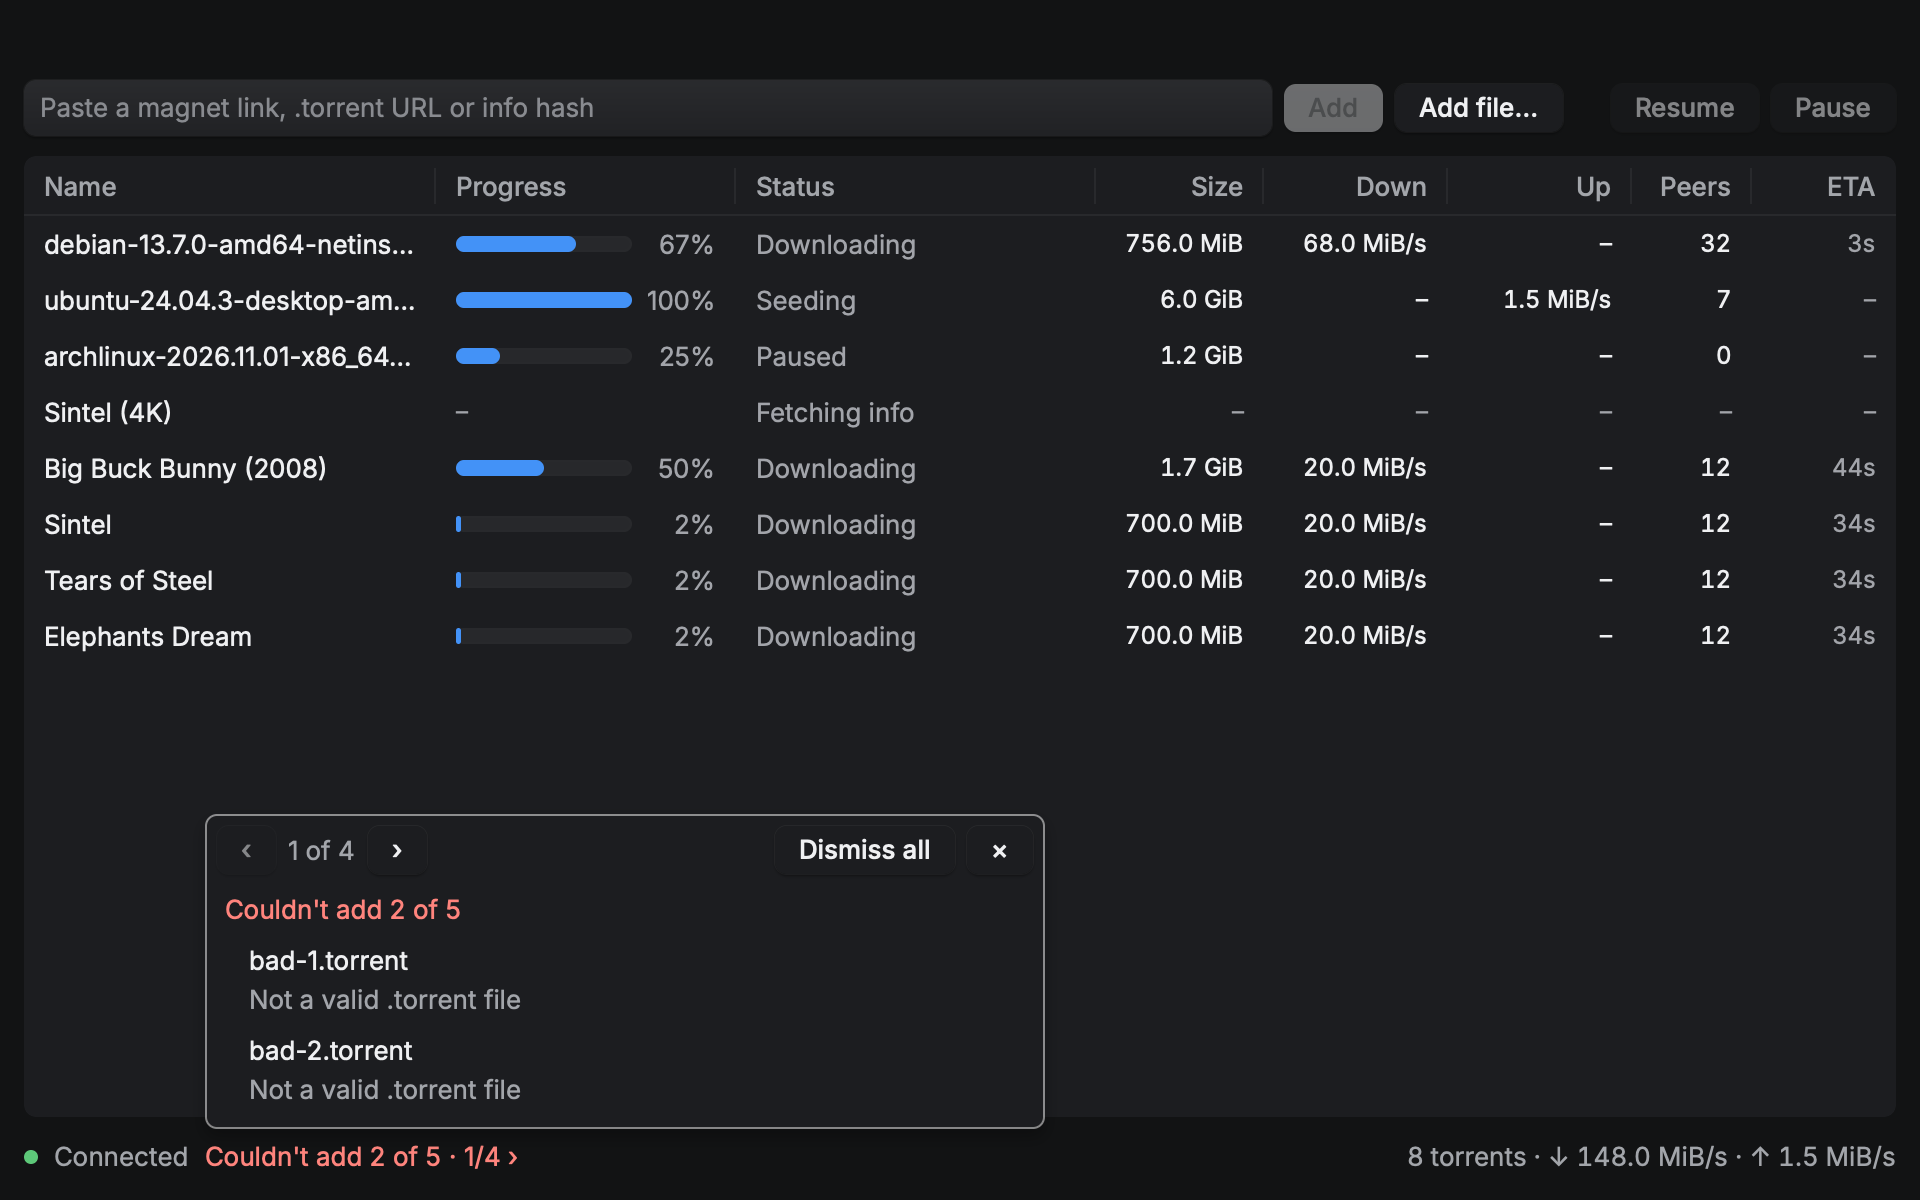 Paste a magnet link, .torrent URL or info hash Add Add file... Resume Pause
Name Progress Status Size Down Up Peers ETA
debian-13.7.0-amd64-netins... 67% Downloading 756.0 MiB 68.0 MiB/s – 32 3s
ubuntu-24.04.3-desktop-am... 100% Seeding 6.0 GiB – 1.5 MiB/s 7 –
archlinux-2026.11.01-x86_64... 25% Paused 1.2 GiB – – 0 –
Sintel (4K) – Fetching info – – – – –
Big Buck Bunny (2008) 50% Downloading 1.7 GiB 20.0 MiB/s – 12 44s
Sintel 2% Downloading 700.0 MiB 20.0 MiB/s – 12 34s
Tears of Steel 2% Downloading 700.0 MiB 20.0 MiB/s – 12 34s
Elephants Dream 2% Downloading 700.0 MiB 20.0 MiB/s – 12 34s
‹ 1 of 4 › Dismiss all ×
Couldn't add 2 of 5
bad-1.torrent
Not a valid .torrent file
bad-2.torrent
Not a valid .torrent file
Connected Couldn't add 2 of 5 · 1/4 › 8 torrents · ↓ 148.0 MiB/s · ↑ 1.5 MiB/s